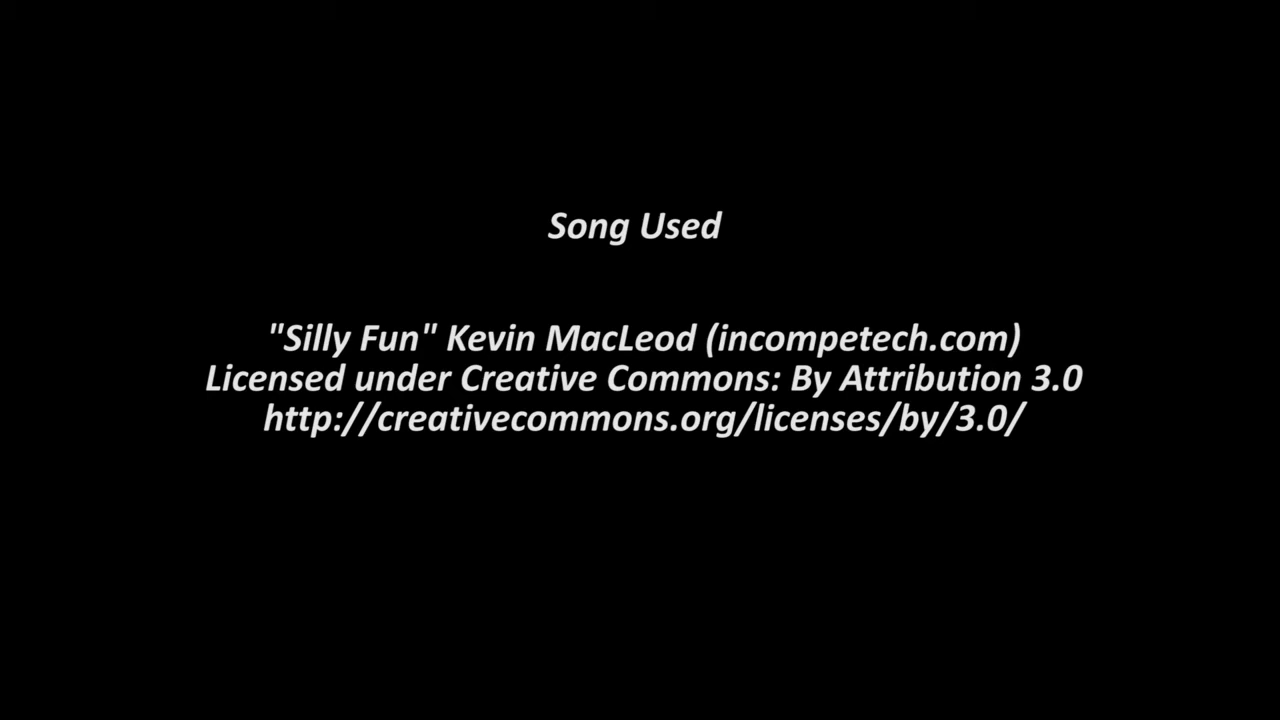 Song Used
"Silly Fun" Kevin MacLeod (incompetech.com)
Licensed under Creative Commons: By Attribution 3.0
http://creativecommons.org/licenses/by/3.0/